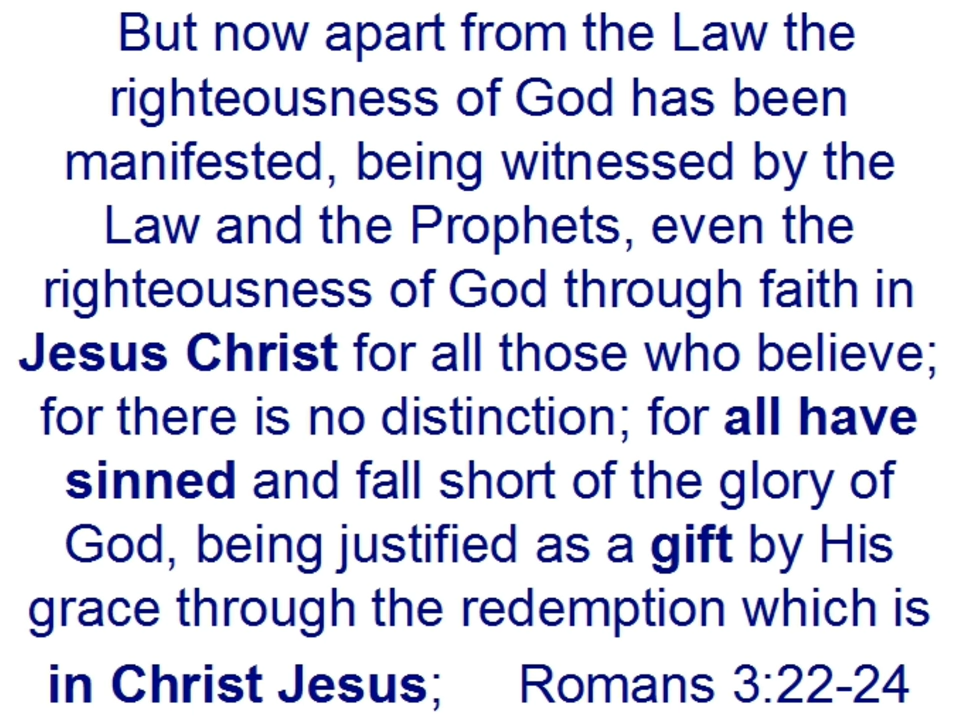 But now apart from the Law the
righteousness of God has been
manifested, being witnessed by the
Law and the Prophets, even the
righteousness of God through faith in
Jesus Christ for all those who believe;
for there is no distinction; for all have
sinned and fall short of the glory of
God, being justified as a gift by His
grace through the redemption which is
in Christ Jesus; Romans 3:22-24